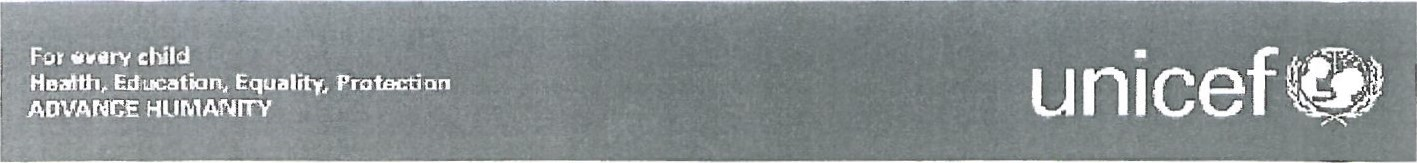 For every child
Health, Education, Equality, Protection
ADVANCE HUMANITY
unicef